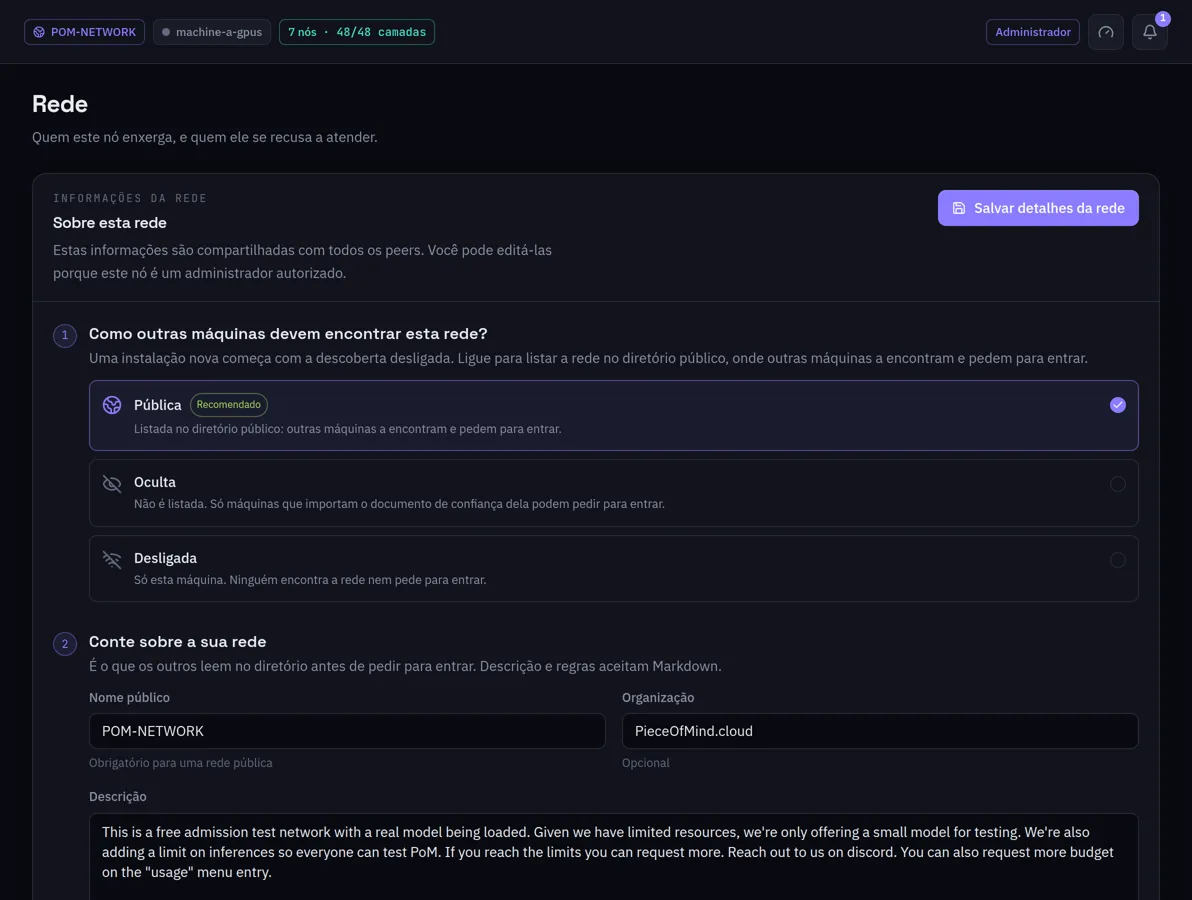 POM-NETWORK
machine-a-gpus
7 nós · 48/48 camadas
Administrador
1
Rede
Quem este nó enxerga, e quem ele se recusa a atender.
INFORMAÇÕES DA REDE
Sobre esta rede
Salvar detalhes da rede
Estas informações são compartilhadas com todos os peers. Você pode editá-las
porque este nó é um administrador autorizado.
1
Como outras máquinas devem encontrar esta rede?
Uma instalação nova começa com a descoberta desligada. Ligue para listar a rede no diretório público, onde outras máquinas a encontram e pedem para entrar.
Pública Recomendado
Listada no diretório público: outras máquinas a encontram e pedem para entrar.
Oculta
Não é listada. Só máquinas que importam o documento de confiança dela podem pedir para entrar.
Desligada
Só esta máquina. Ninguém encontra a rede nem pede para entrar.
2
Conte sobre a sua rede
É o que os outros leem no diretório antes de pedir para entrar. Descrição e regras aceitam Markdown.
Nome público
Organização
POM-NETWORK
PieceOfMind.cloud
Obrigatório para uma rede pública
Opcional
Descrição
This is a free admission test network with a real model being loaded. Given we have limited resources, we're only offering a small model for testing. We're also
adding a limit on inferences so everyone can test PoM. If you reach the limits you can request more. Reach out to us on discord. You can also request more budget
on the "usage" menu entry.